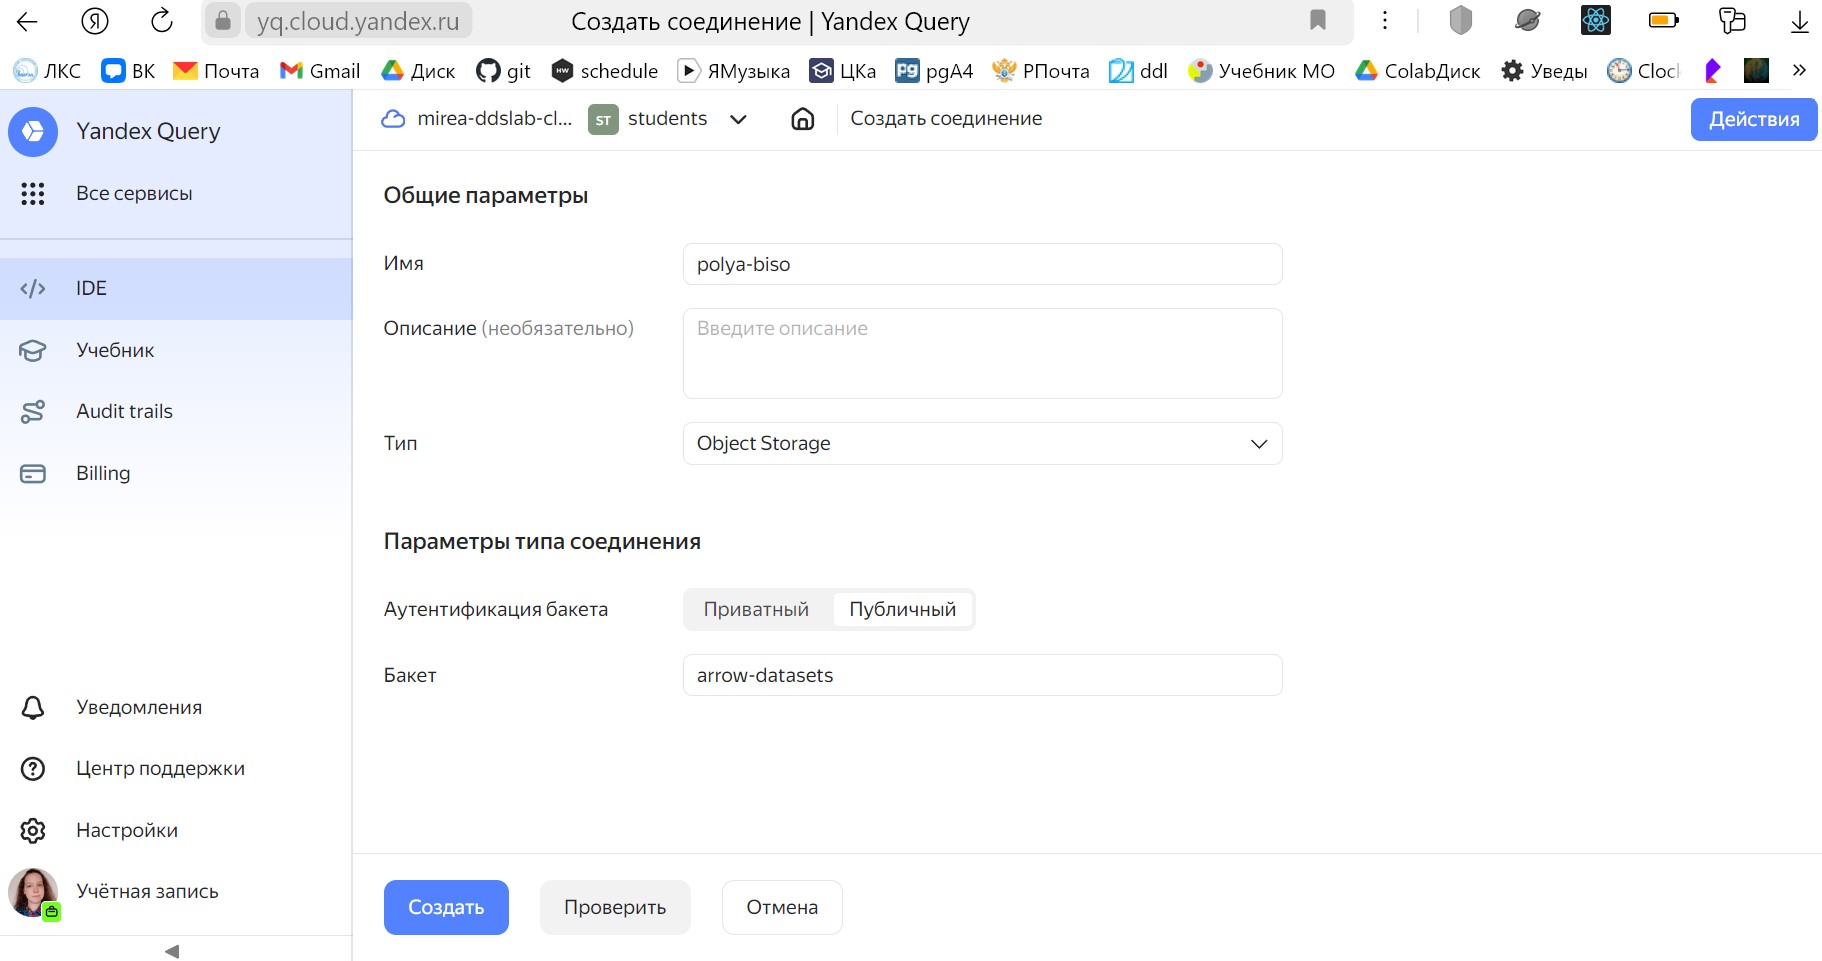 yq.cloud.yandex.ru
Создать соединение | Yandex Query
ЛКС ВК Почта Gmail Диск git schedule ЯМузыка ЦКа pgA4 РПочта ddl Учебник МО ColabДиск Уведы
Yandex Query
Все сервисы
IDE
Учебник
Audit trails
Billing
Уведомления
Центр поддержки
Настройки
Учётная запись
mirea-ddslab-cl... ST students Создать соединение
Действия
Общие параметры
Имя
polya-biso
Описание (необязательно)
Введите описание
Тип
Object Storage
Параметры типа соединения
Аутентификация бакета
Приватный Публичный
Бакет
arrow-datasets
Создать Проверить Отмена